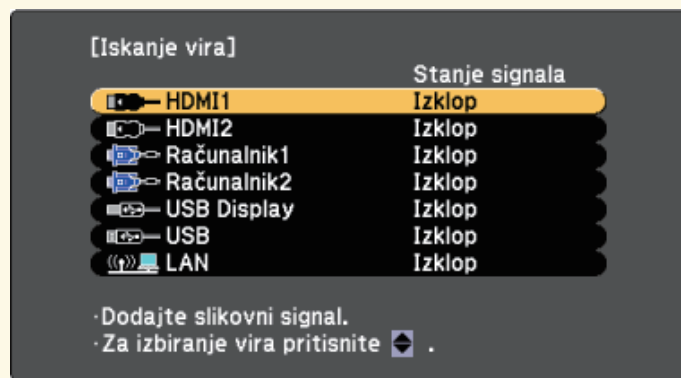 [Iskanje vira]
Stanje signala
HDMI1 Izklop
HDMI2 Izklop
Računalnik1 Izklop
Računalnik2 Izklop
USB Display Izklop
USB Izklop
LAN Izklop
·Dodajte slikovni signal.
·Za izbiranje vira pritisnite .